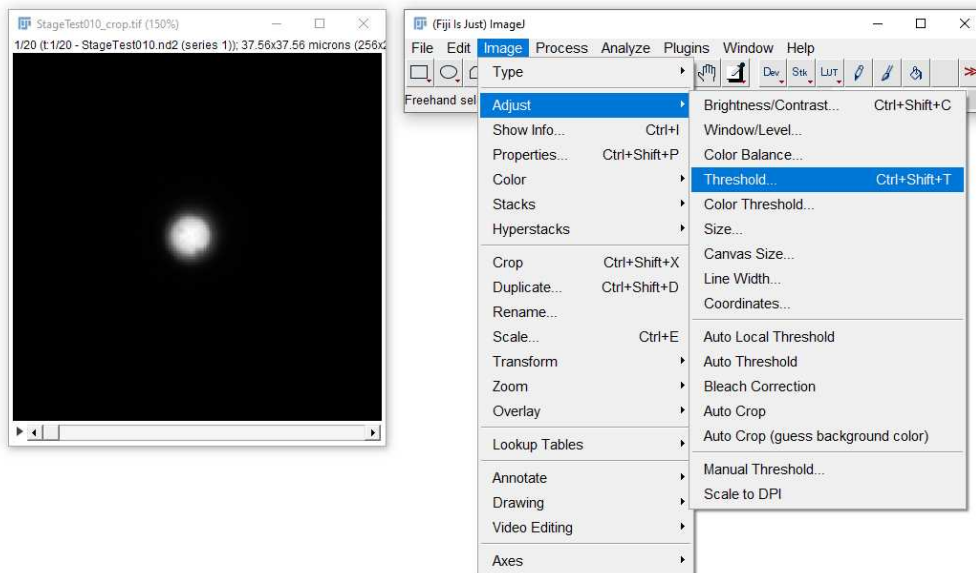 StageTest010_crop.tif (150%)
1/20 (t:1/20 - StageTest010.nd2 (series 1)); 37.56x37.56 microns (256x2
(Fiji Is Just) ImageJ
File Edit Image Process Analyze Plugins Window Help
Dev Stk LUT
Freehand sel
Type
Adjust
Show Info... Ctrl+I
Properties... Ctrl+Shift+P
Color
Stacks
Hyperstacks
Crop Ctrl+Shift+X
Duplicate... Ctrl+Shift+D
Rename...
Scale... Ctrl+E
Transform
Zoom
Overlay
Lookup Tables
Annotate
Drawing
Video Editing
Axes
Brightness/Contrast... Ctrl+Shift+C
Window/Level...
Color Balance...
Threshold... Ctrl+Shift+T
Color Threshold...
Size...
Canvas Size...
Line Width...
Coordinates...
Auto Local Threshold
Auto Threshold
Bleach Correction
Auto Crop
Auto Crop (guess background color)
Manual Threshold...
Scale to DPI